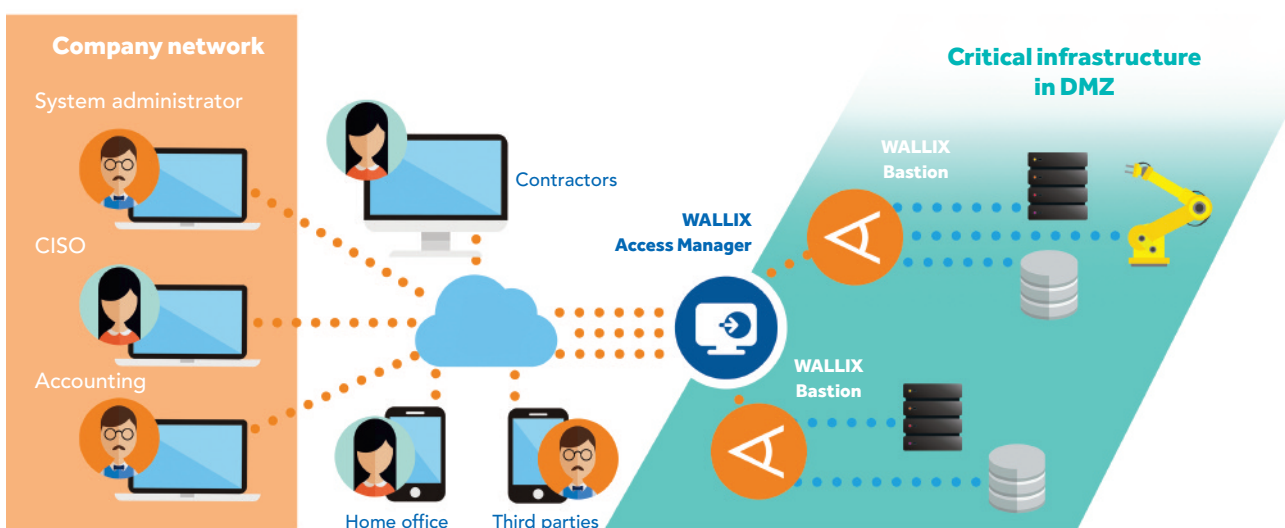 Company network
System administrator
CISO
Accounting
Contractors
Home office
Third parties
WALLIX
Access Manager
Critical infrastructure
in DMZ
WALLIX
Bastion
WALLIX
Bastion